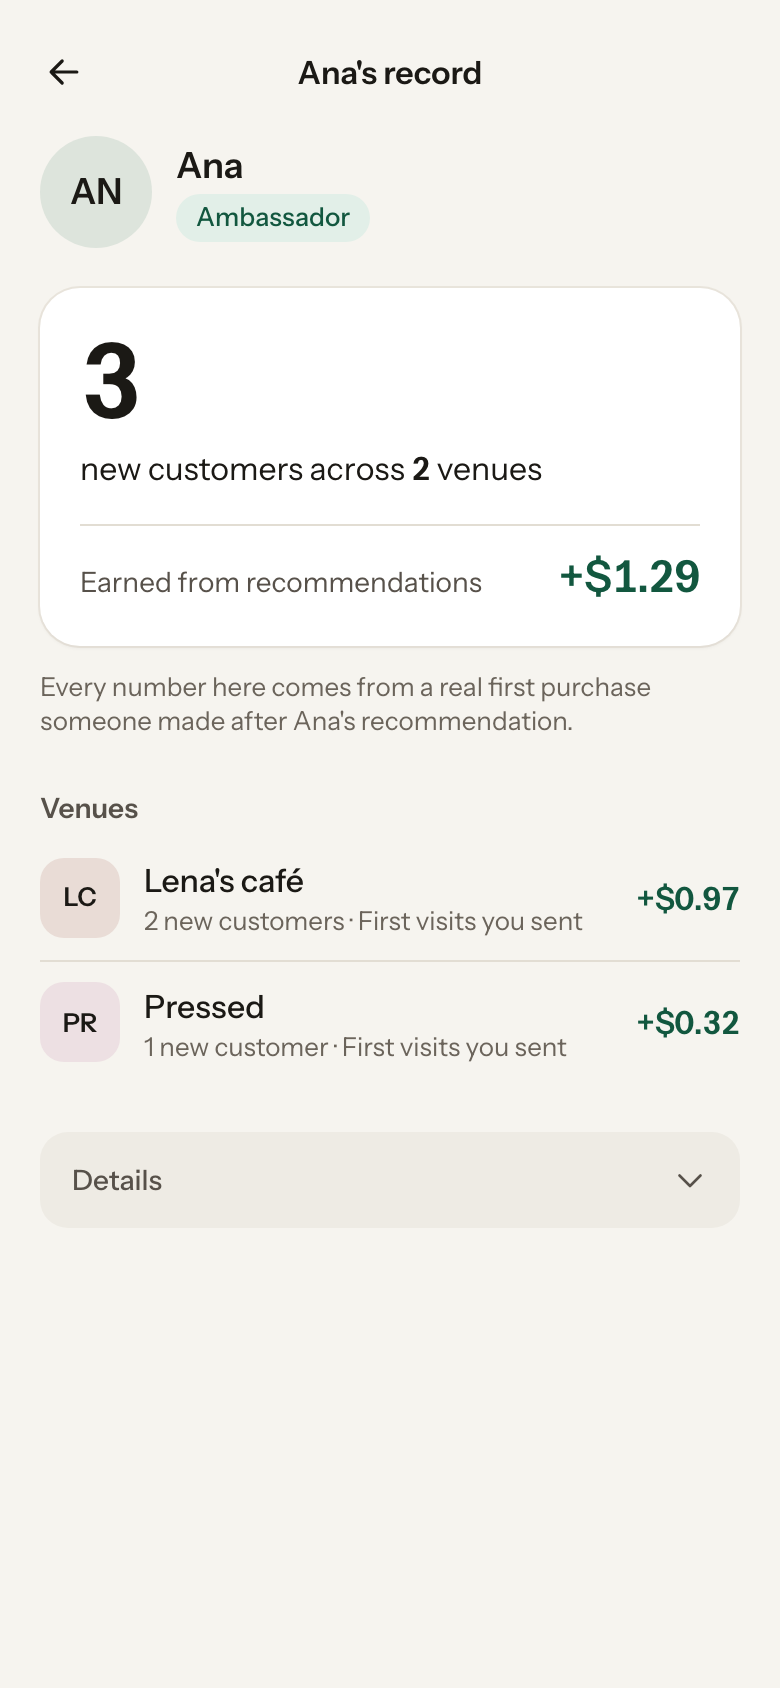 Ana's record
AN
Ana
Ambassador
3
new customers across 2 venues
Earned from recommendations
+$1.29
Every number here comes from a real first purchase
someone made after Ana's recommendation.
Venues
LC
Lena's café
2 new customers · First visits you sent
+$0.97
PR
Pressed
1 new customer · First visits you sent
+$0.32
Details